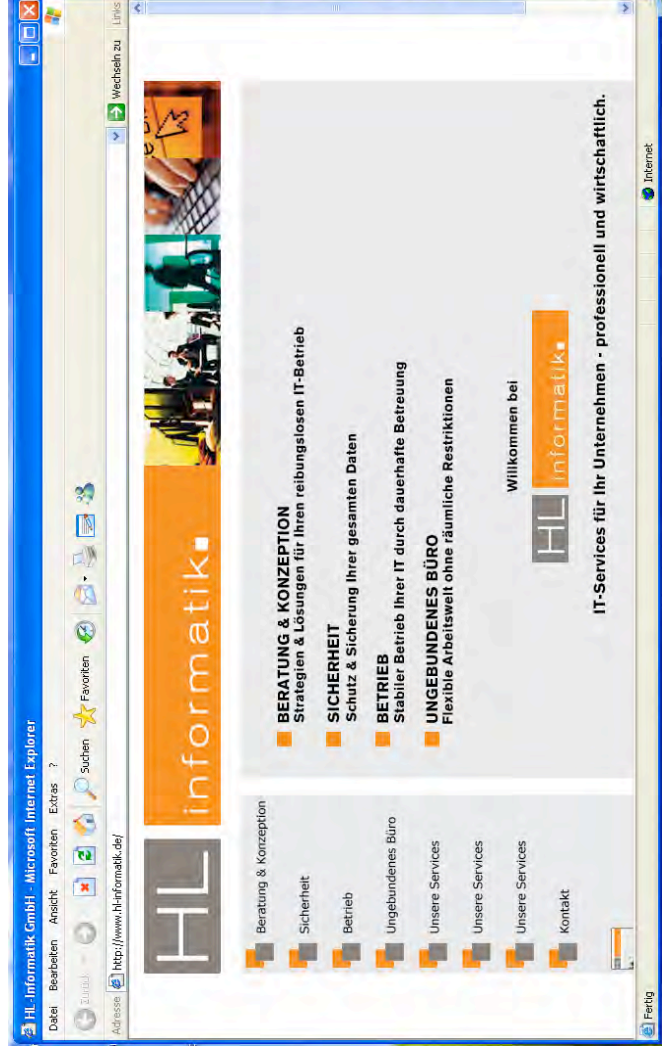 HL-Informatik GmbH - Microsoft Internet Explorer
Datei Bearbeiten Ansicht Favoriten Extras ?
Zurück Suchen Favoriten
Adresse http://www.hl-informatik.de/ Wechseln zu Links
HL informatik
Beratung & Konzeption
Sicherheit
Betrieb
Ungebundenes Büro
Unsere Services
Unsere Services
Unsere Services
Kontakt
BERATUNG & KONZEPTION
Strategien & Lösungen für Ihren reibungslosen IT-Betrieb
SICHERHEIT
Schutz & Sicherung Ihrer gesamten Daten
BETRIEB
Stabiler Betrieb Ihrer IT durch dauerhafte Betreuung
UNGEBUNDENES BÜRO
Flexible Arbeitswelt ohne räumliche Restriktionen
Willkommen bei
HL informatik
IT-Services für Ihr Unternehmen - professionell und wirtschaftlich.
Fertig Internet